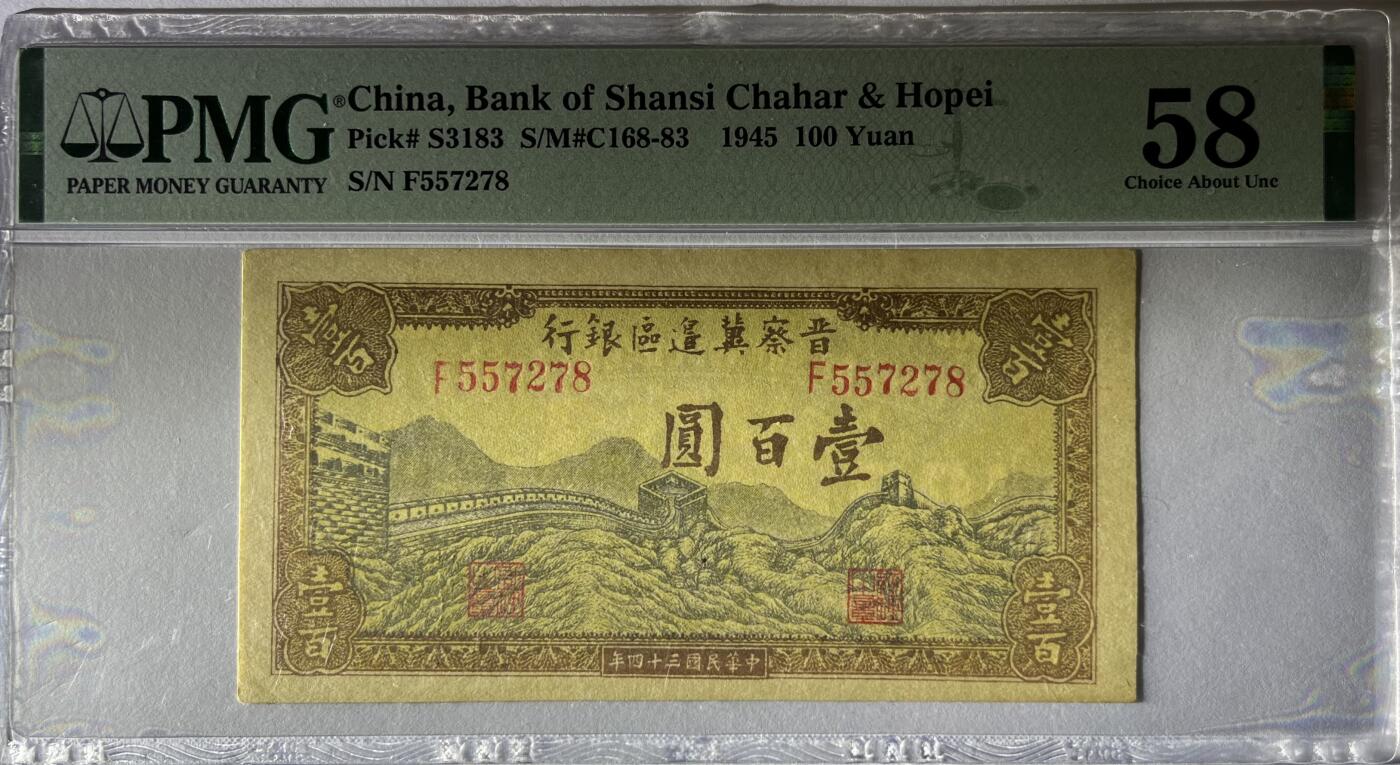 PMG® China, Bank of Shansi Chahar & Hopei
Pick# S3183 S/M#C168-83 1945 100 Yuan
PAPER MONEY GUARANTY S/N F557278
58
Choice About Unc
壹百
壹百
行銀區邊冀察晋
F557278 F557278
圓百壹
壹百
壹百
年四十三國民華中